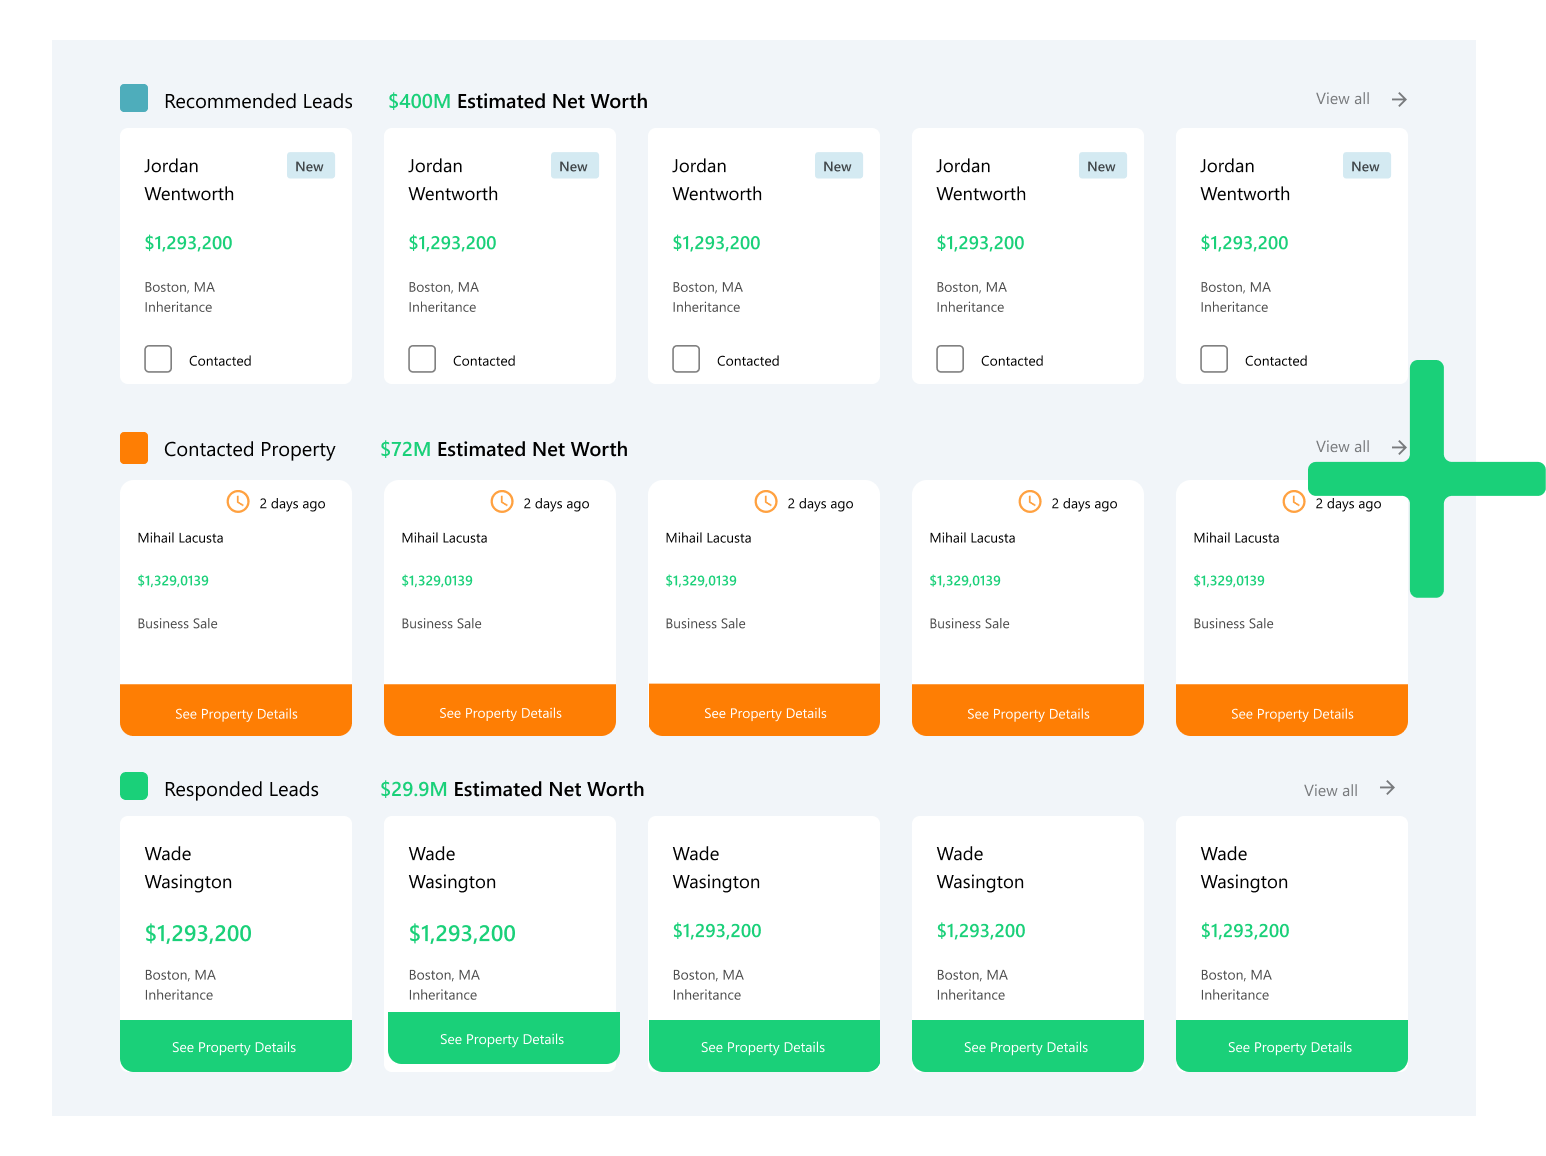 Recommended Leads $400M Estimated Net Worth View all
Jordan Jordan Jordan Jordan Jordan
New New New New New
Wentworth Wentworth Wentworth Wentworth Wentworth
$1,293,200 $1,293,200 $1,293,200 $1,293,200 $1,293,200
Boston, MA Boston, MA Boston, MA Boston, MA Boston, MA
Inheritance Inheritance Inheritance Inheritance Inheritance
Contacted Contacted Contacted Contacted Contacted
Contacted Property $72M Estimated Net Worth View all
2 days ago 2 days ago 2 days ago 2 days ago 2 days ago
Mihail Lacusta Mihail Lacusta Mihail Lacusta Mihail Lacusta Mihail Lacusta
$1,329,0139 $1,329,0139 $1,329,0139 $1,329,0139 $1,329,0139
Business Sale Business Sale Business Sale Business Sale Business Sale
See Property Details See Property Details See Property Details See Property Details See Property Details
Responded Leads $29.9M Estimated Net Worth View all
Wade Wade Wade Wade Wade
Wasington Wasington Wasington Wasington Wasington
$1,293,200 $1,293,200 $1,293,200 $1,293,200 $1,293,200
Boston, MA Boston, MA Boston, MA Boston, MA Boston, MA
Inheritance Inheritance Inheritance Inheritance Inheritance
See Property Details See Property Details See Property Details See Property Details See Property Details